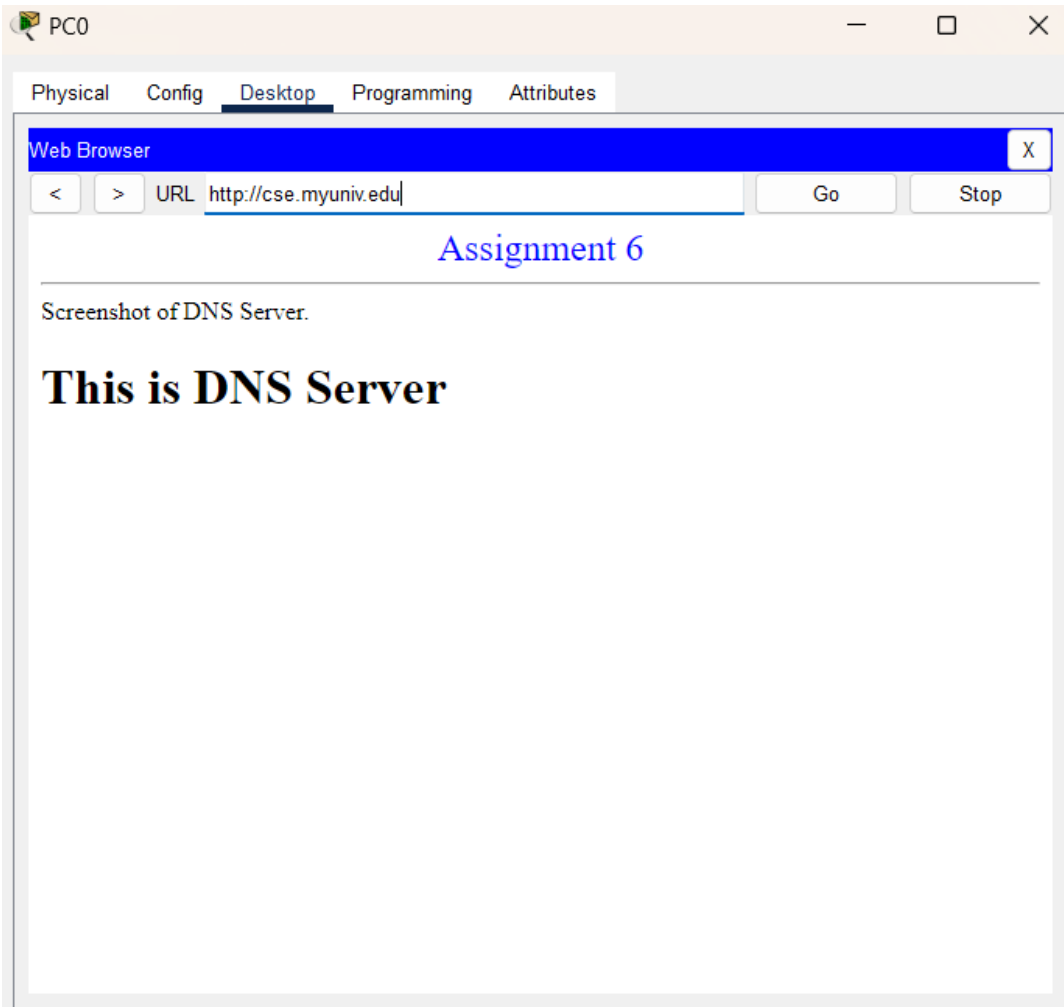 PC0
Physical Config Desktop Programming Attributes
Web Browser X
< > URL http://cse.myuniv.edu Go Stop
Assignment 6
Screenshot of DNS Server.
This is DNS Server